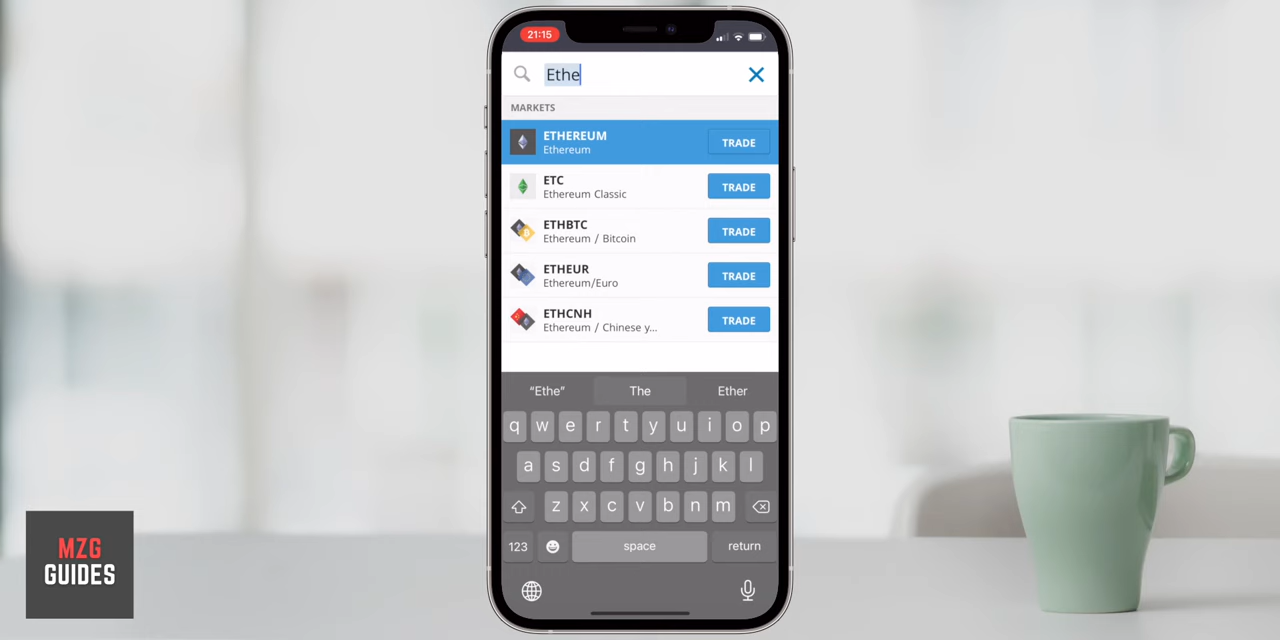 21:15
Ethe
MARKETS
ETHEREUM
Ethereum
TRADE
ETC
Ethereum Classic
TRADE
ETHBTC
Ethereum / Bitcoin
TRADE
ETHEUR
Ethereum/Euro
TRADE
ETHCNH
Ethereum / Chinese y...
TRADE
“Ethe” The Ether
q w e r t y u i o p
a s d f g h j k l
z x c v b n m
123 space return
MZG
GUIDES